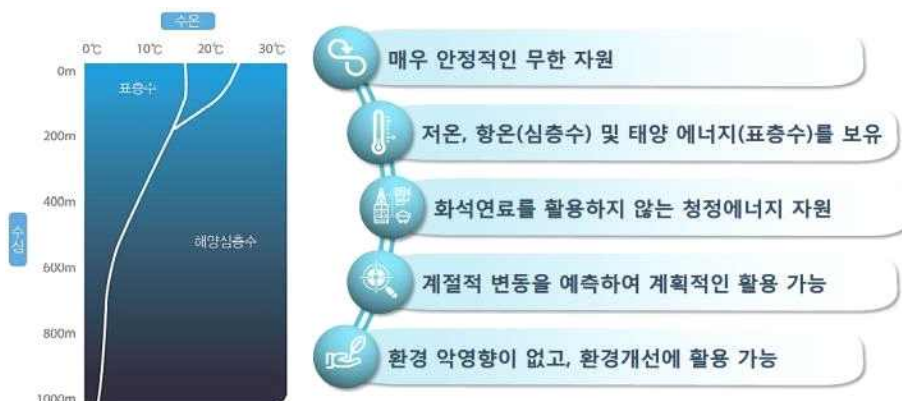 수온
0℃ 10℃ 20℃ 30℃
0m
표층수
200m
400m
수심
해양심층수
600m
800m
1000m
매우 안정적인 무한 자원
저온, 항온(심층수) 및 태양 에너지(표층수)를 보유
화석연료를 활용하지 않는 청정에너지 자원
계절적 변동을 예측하여 계획적인 활용 가능
환경 악영향이 없고, 환경개선에 활용 가능